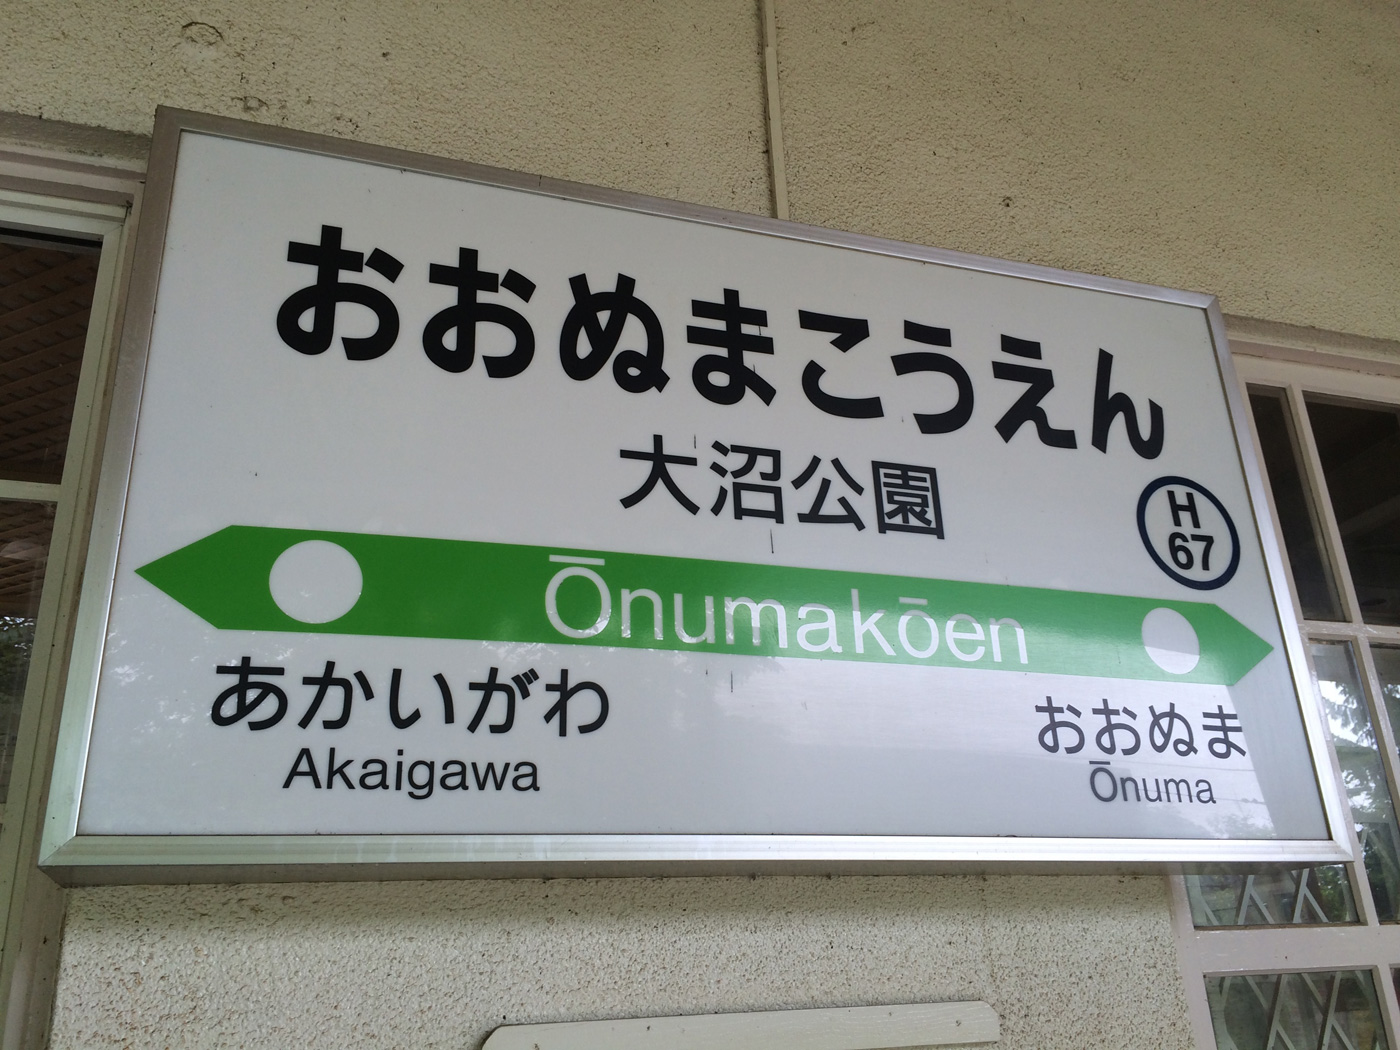 おおぬまこうえん
大沼公園
H
67
Ōnumakōen
あかいがわ
Akaigawa
おおぬま
Ōnuma